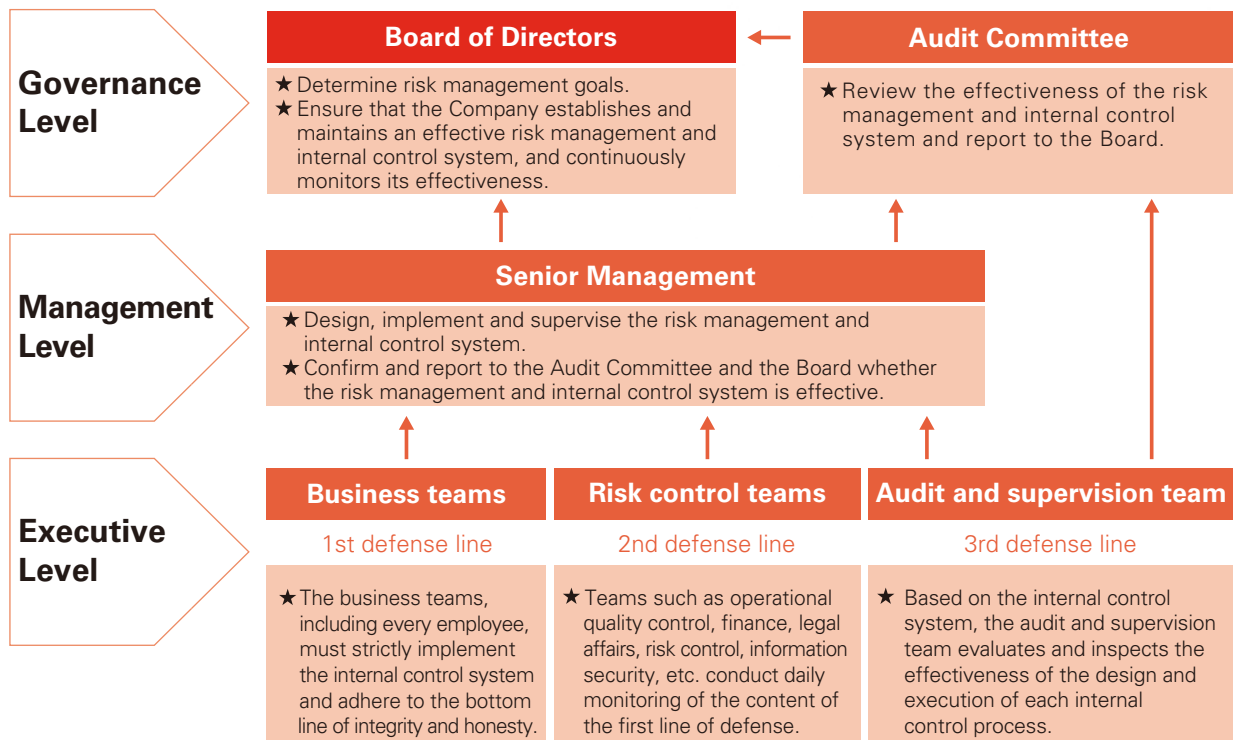 Governance
Level
Board of Directors
★ Determine risk management goals.
★ Ensure that the Company establishes and
maintains an effective risk management and
internal control system, and continuously
monitors its effectiveness.
Audit Committee
★ Review the effectiveness of the risk
management and internal control
system and report to the Board.
Management
Level
Senior Management
★ Design, implement and supervise the risk management and
internal control system.
★ Confirm and report to the Audit Committee and the Board whether
the risk management and internal control system is effective.
Executive
Level
Business teams
1st defense line
★ The business teams,
including every employee,
must strictly implement
the internal control system
and adhere to the bottom
line of integrity and honesty.
Risk control teams
2nd defense line
★ Teams such as operational
quality control, finance, legal
affairs, risk control, information
security, etc. conduct daily
monitoring of the content of
the first line of defense.
Audit and supervision team
3rd defense line
★ Based on the internal control
system, the audit and supervision
team evaluates and inspects the
effectiveness of the design and
execution of each internal
control process.